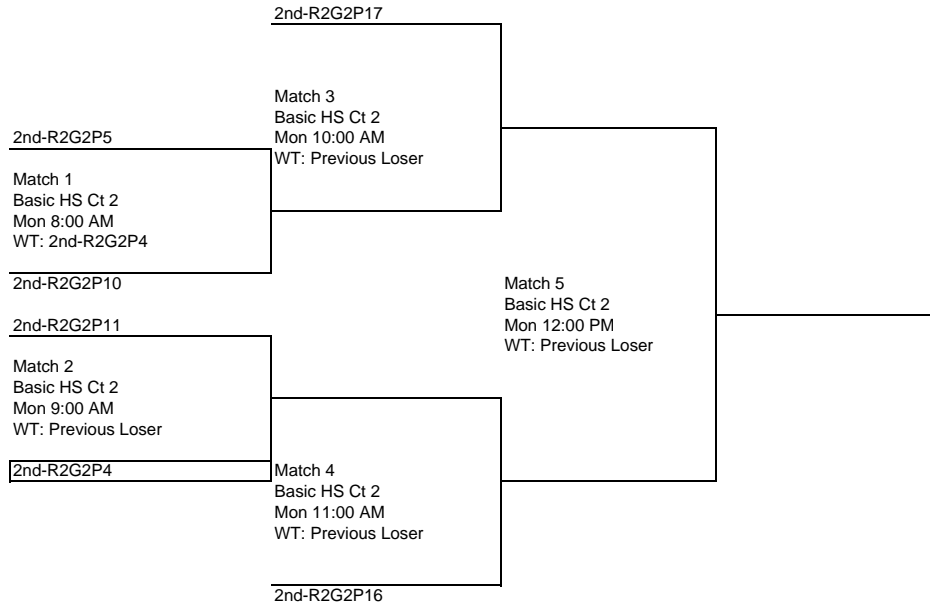 2nd-R2G2P17
Match 3
Basic HS Ct 2
Mon 10:00 AM
WT: Previous Loser
2nd-R2G2P5
Match 1
Basic HS Ct 2
Mon 8:00 AM
WT: 2nd-R2G2P4
2nd-R2G2P10
Match 5
Basic HS Ct 2
Mon 12:00 PM
WT: Previous Loser
2nd-R2G2P11
Match 2
Basic HS Ct 2
Mon 9:00 AM
WT: Previous Loser
2nd-R2G2P4
Match 4
Basic HS Ct 2
Mon 11:00 AM
WT: Previous Loser
2nd-R2G2P16